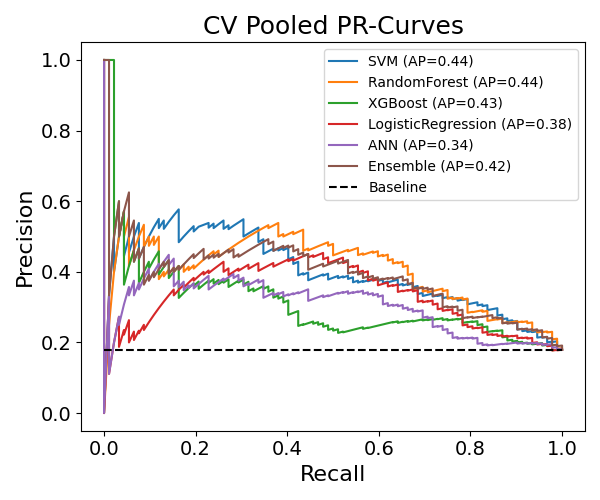 CV Pooled PR-Curves
SVM (AP=0.44)
RandomForest (AP=0.44)
XGBoost (AP=0.43)
LogisticRegression (AP=0.38)
ANN (AP=0.34)
Ensemble (AP=0.42)
Baseline
Precision
1.0
0.8
0.6
0.4
0.2
0.0
0.0 0.2 0.4 0.6 0.8 1.0
Recall